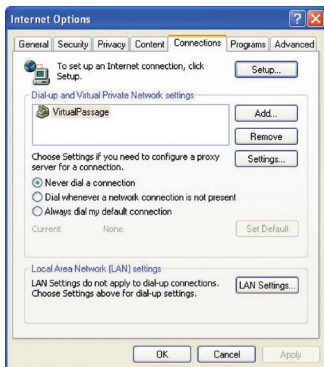 Internet Options
General Security Privacy Content Connections Programs Advanced
To set up an Internet connection, click
Setup.
Setup...
Dial-up and Virtual Private Network settings
VirtualPassage
Add...
Remove
Choose Settings if you need to configure a proxy
server for a connection.
Settings...
Never dial a connection
Dial whenever a network connection is not present
Always dial my default connection
Current None
Set Default
Local Area Network (LAN) settings
LAN Settings do not apply to dial-up connections.
Choose Settings above for dial-up settings.
LAN Settings...
OK Cancel Apply